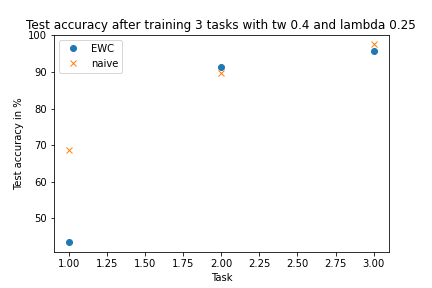 Test accuracy after training 3 tasks with tw 0.4 and lambda 0.25
EWC
naive
100
90
80
70
60
50
Test accuracy in %
1.00 1.25 1.50 1.75 2.00 2.25 2.50 2.75 3.00
Task